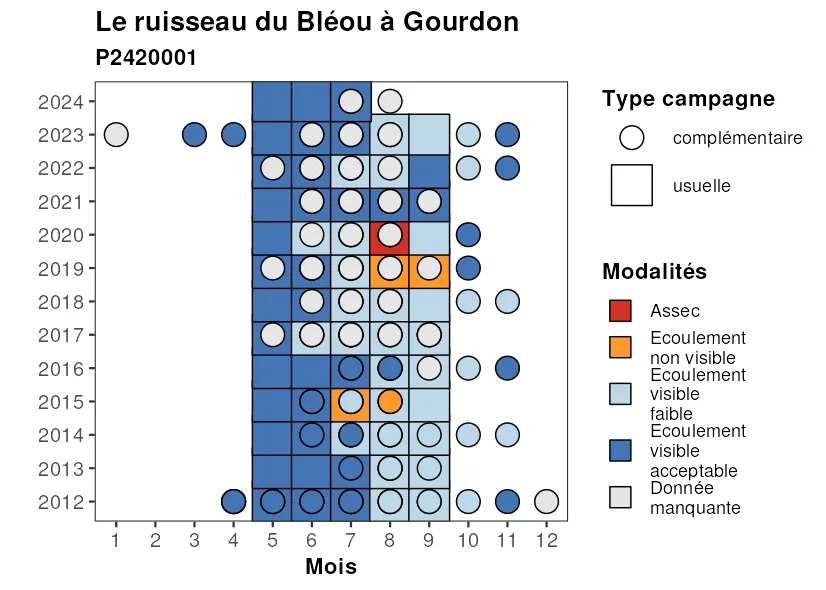 Le ruisseau du Bléou à Gourdon
P2420001
2024
2023
2022
2021
2020
2019
2018
2017
2016
2015
2014
2013
2012
1 2 3 4 5 6 7 8 9 10 11 12
Mois
Type campagne
complémentaire
usuelle
Modalités
Assec
Ecoulement
non visible
Ecoulement
visible
faible
Ecoulement
visible
acceptable
Donnée
manquante